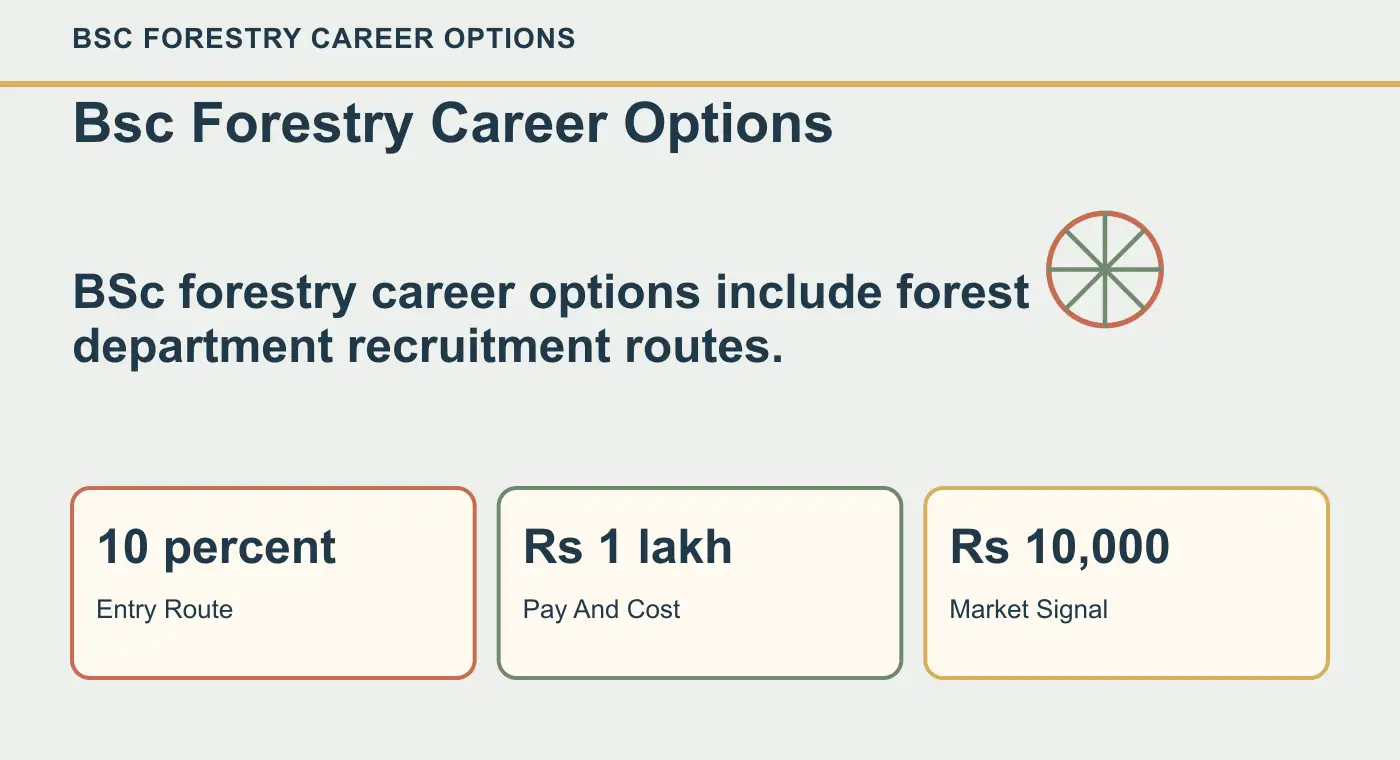 BSC FORESTRY CAREER OPTIONS
Bsc Forestry Career Options
BSc forestry career options include forest
department recruitment routes.
10 percent
Entry Route
Rs 1 lakh
Pay And Cost
Rs 10,000
Market Signal